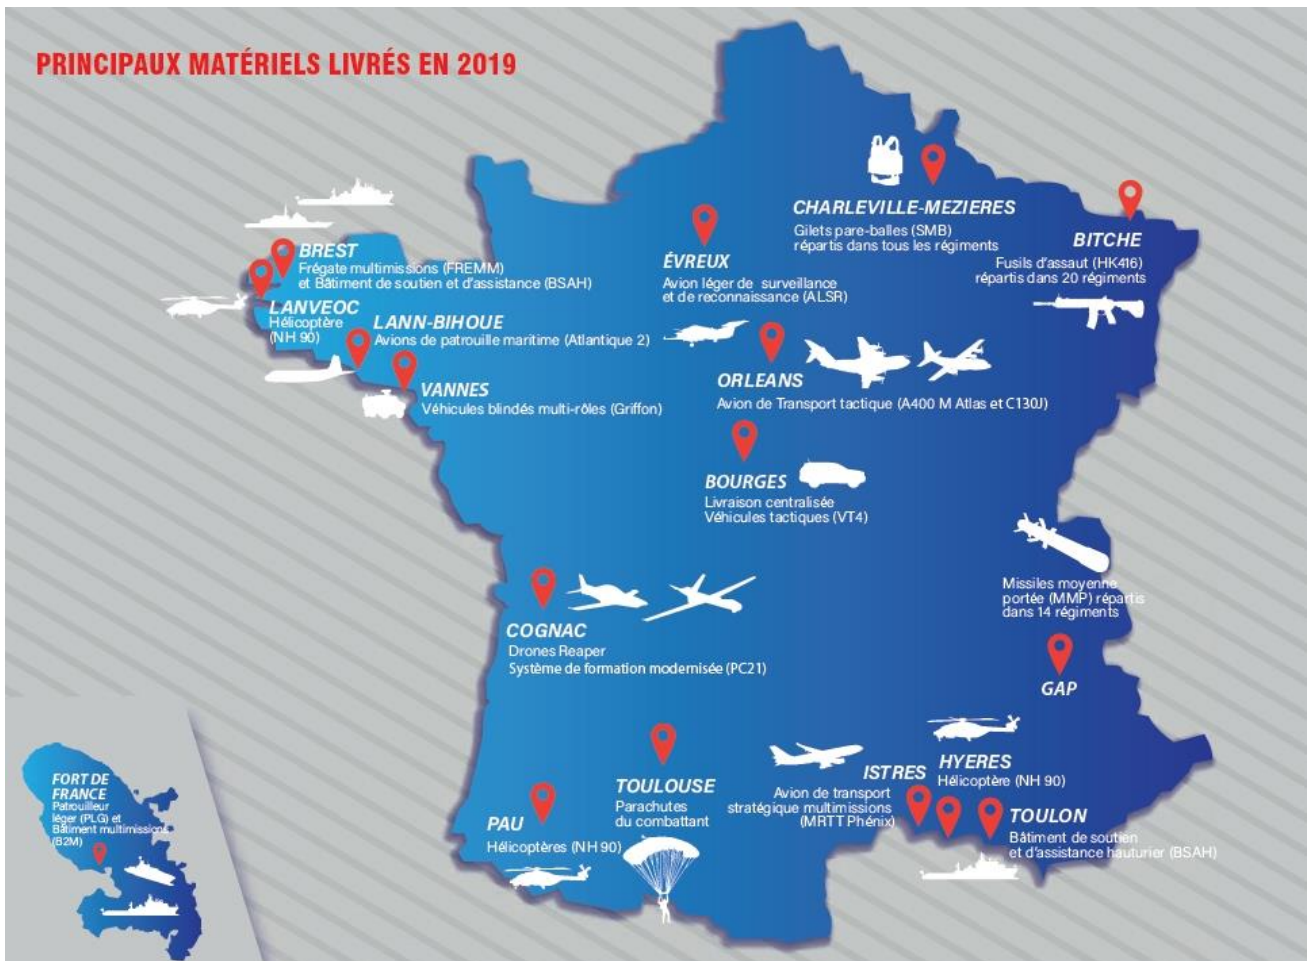 PRINCIPAUX MATÉRIELS LIVRÉS EN 2019
CHARLEVILLE-MEZIERES
Gilets pare-balles (SMB)
répartis dans tous les régiments
BITCHE
Fusils d'assaut (HK416)
répartis dans 20 régiments
BREST
Frégate multimissions (FREMM)
et Bâtiment de soutien et d'assistance (BSAH)
ÉVREUX
Avion léger de surveillance
et de reconnaissance (ALSR)
LANVEOC
Hélicoptère
(NH 90)
LANN-BIHOUE
Avions de patrouille maritime (Atlantique 2)
VANNES
Véhicules blindés multi-rôles (Griffon)
ORLEANS
Avion de Transport tactique (A400 M Atlas et C130J)
BOURGES
Livraison centralisée
Véhicules tactiques (VT4)
Missiles moyenne
portée (MMP) répartis
dans 14 régiments
GAP
COGNAC
Drones Reaper
Système de formation modernisée (PC21)
TOULOUSE
Parachutes
du combattant
ISTRES
Avion de transport
stratégique multimissions
(MRTT Phénix)
HYERES
Hélicoptère (NH 90)
PAU
Hélicoptères (NH 90)
TOULON
Bâtiment de soutien
et d'assistance hauturier (BSAH)
FORT DE
FRANCE
Patrouilleur
léger (PLG) et
Bâtiment multimissions
(B2M)